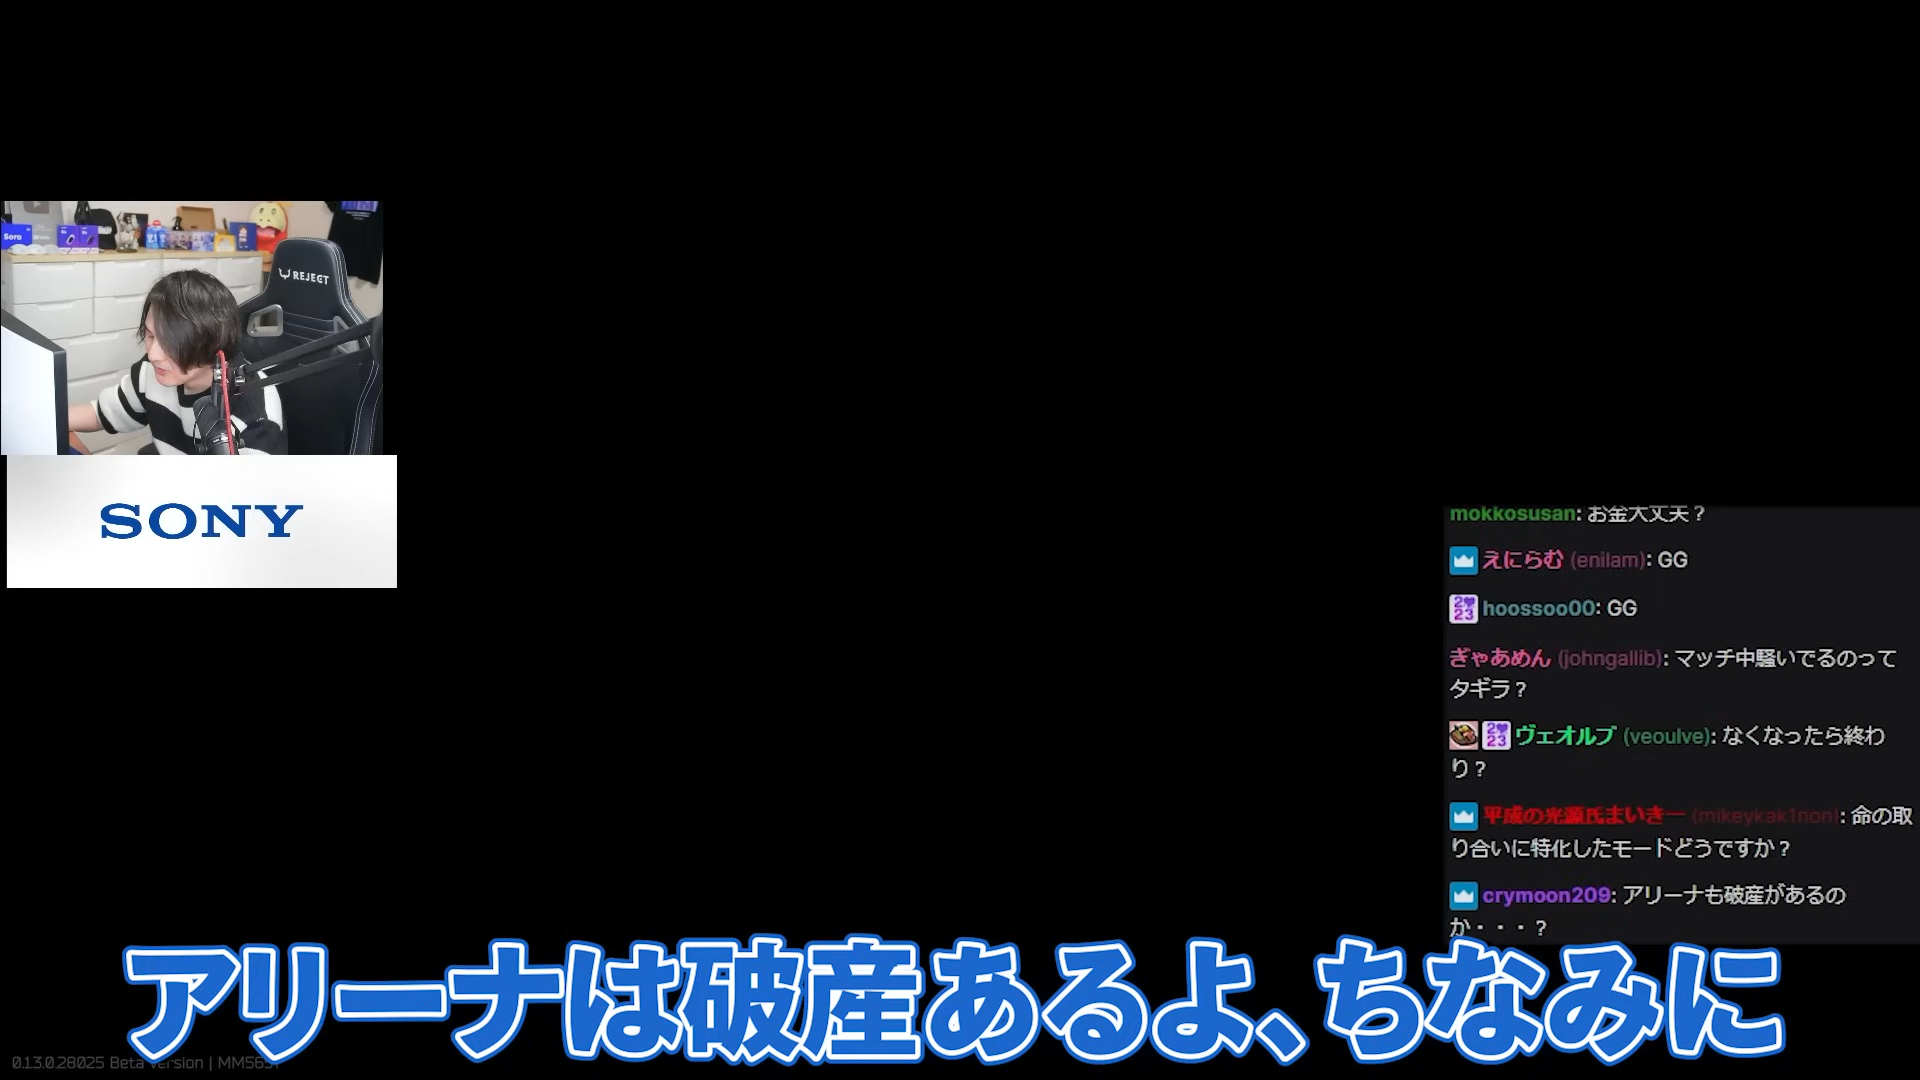 Sora
REJECT
SONY
mokkosusan: お金大丈夫？
えにらむ (enilam): GG
hoossoo00: GG
ぎゃあめん (johngallib): マッチ中騒いでるのって
タギラ？
ヴェオルブ (veoulve): なくなったら終わ
り？
平成の光源氏まいきー (mikeykak1non): 命の取
り合いに特化したモードどうですか？
crymoon209: アリーナも破産があるの
か・・・？
アリーナは破産あるよ、ちなみに
0.13.0.28025 Beta version | MM565